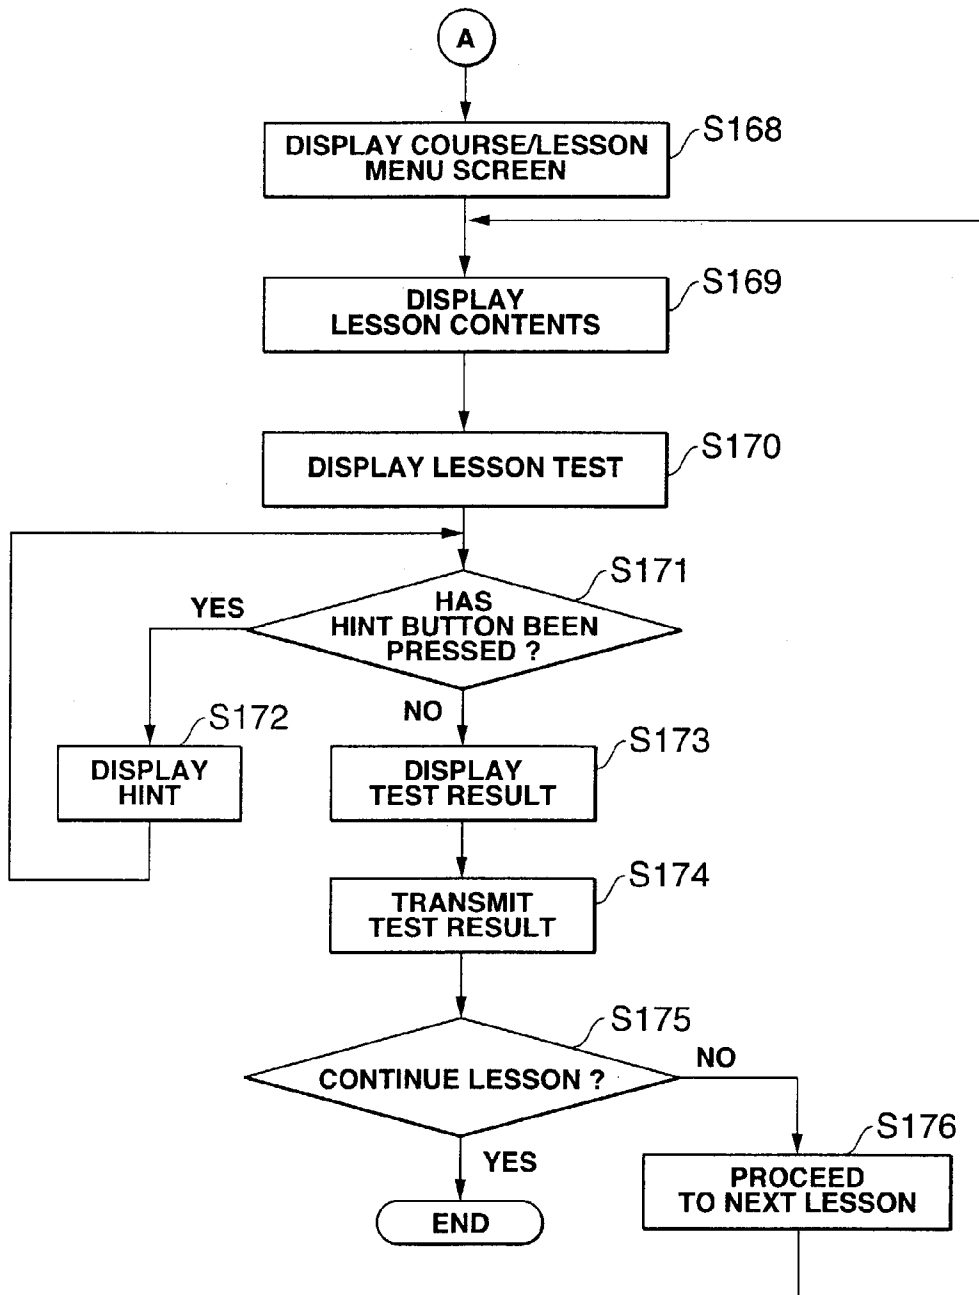 A
S168
DISPLAY COURSE/LESSON
MENU SCREEN
S169
DISPLAY
LESSON CONTENTS
S170
DISPLAY LESSON TEST
S171
YES
HAS
HINT BUTTON BEEN
PRESSED ?
NO
S172
DISPLAY
HINT
S173
DISPLAY
TEST RESULT
S174
TRANSMIT
TEST RESULT
S175
CONTINUE LESSON ?
NO
YES
S176
PROCEED
TO NEXT LESSON
END